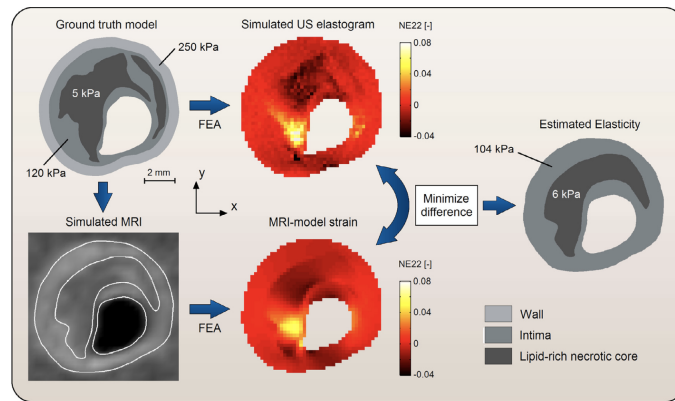 Ground truth model
250 kPa
5 kPa
120 kPa
2 mm
Simulated US elastogram
NE22 [-]
0.08
0.04
0
-0.04
FEA
y
x
Simulated MRI
MRI-model strain
NE22 [-]
0.08
0.04
0
-0.04
FEA
Minimize
difference
Estimated Elasticity
104 kPa
6 kPa
Wall
Intima
Lipid-rich necrotic core